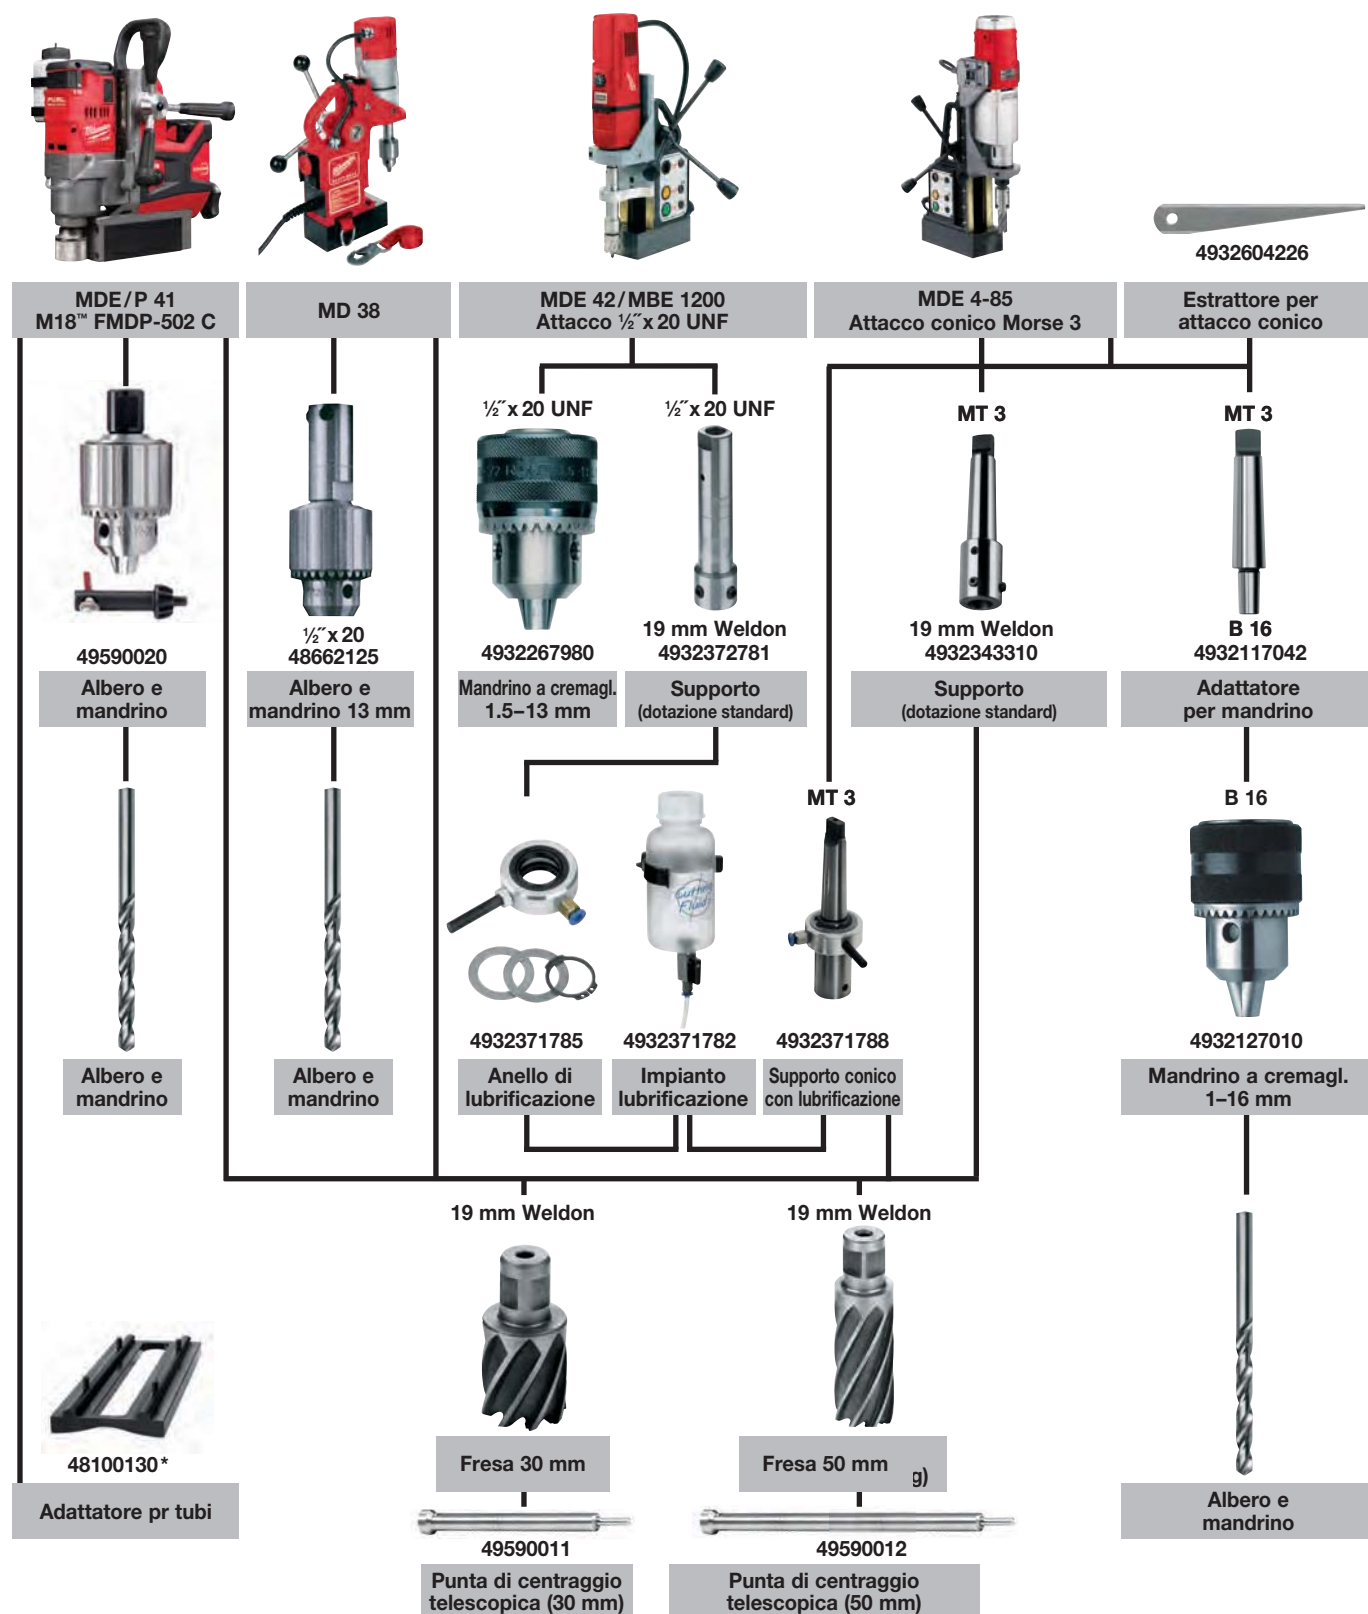 4932604226
MDE/P 41
M18™ FMDP-502 C
MD 38
MDE 42/MBE 1200
Attacco ½˝x 20 UNF
MDE 4-85
Attacco conico Morse 3
Estrattore per
attacco conico
½˝x 20 UNF
½˝x 20 UNF
MT 3
MT 3
49590020
½˝x 20
48662125
4932267980
19 mm Weldon
4932372781
19 mm Weldon
4932343310
B 16
4932117042
Albero e
mandrino
Albero e
mandrino 13 mm
Mandrino a cremagl.
1.5–13 mm
Supporto
(dotazione standard)
Supporto
(dotazione standard)
Adattatore
per mandrino
MT 3
B 16
Cutting
Fluid
4932371785
4932371782
4932371788
4932127010
Albero e
mandrino
Albero e
mandrino
Anello di
lubrificazione
Impianto
lubrificazione
Supporto conico
con lubrificazione
Mandrino a cremagl.
1–16 mm
19 mm Weldon
19 mm Weldon
48100130*
Adattatore pr tubi
Fresa 30 mm
Fresa 50 mm
g)
Albero e
mandrino
49590011
49590012
Punta di centraggio
telescopica (30 mm)
Punta di centraggio
telescopica (50 mm)